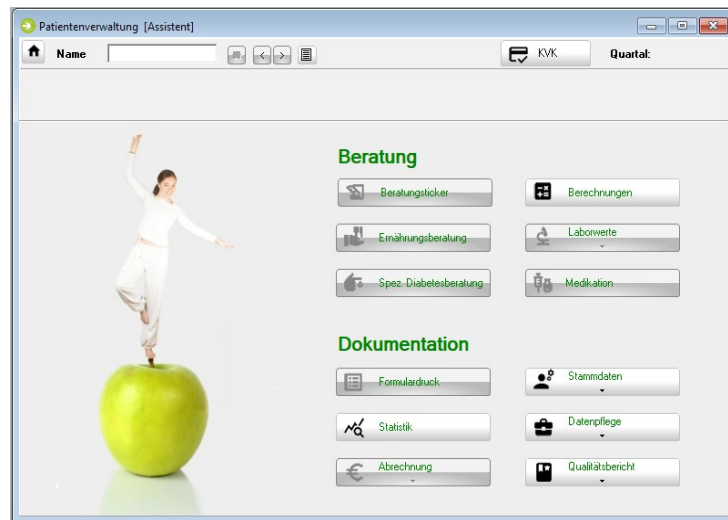 Patientenverwaltung [Assistent]
Name
KVK
Quartal:
Beratung
Beratungsticker
Berechnungen
Ernährungsberatung
Laborwerte
Spez. Diabetesberatung
Medikation
Dokumentation
Formulardruck
Stammdaten
Statistik
Datenpflege
Abrechnung
Qualitätsbericht